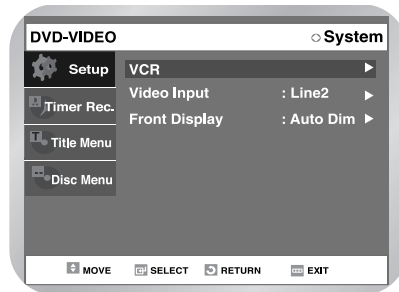 DVD-VIDEO System
Setup VCR
Video Input : Line2
Timer Rec.
Front Display : Auto Dim
Title Menu
Disc Menu
MOVE SELECT RETURN EXIT